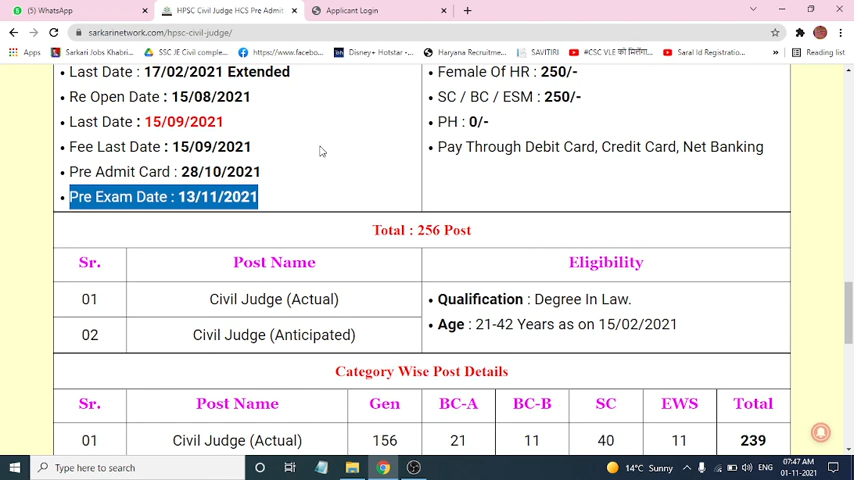 (5) WhatsApp
HPSC Civil Judge HCS Pre Admit
Applicant Login
sarkarinetwork.com/hpsc-civil-judge/
Apps
Sarkari Jobs Khabri...
SSC JE Civil comple...
https://www.facebo...
Disney+ Hotstar -...
Haryana Recruitme...
SAVITIRI
#CSC VLE को मिलेंगा...
Saral Id Registratio...
»
Reading list
• Last Date : 17/02/2021 Extended
• Re Open Date : 15/08/2021
• Last Date : 15/09/2021
• Fee Last Date : 15/09/2021
• Pre Admit Card : 28/10/2021
• Pre Exam Date : 13/11/2021
• Female Of HR : 250/-
• SC / BC / ESM : 250/-
• PH : 0/-
• Pay Through Debit Card, Credit Card, Net Banking
Total : 256 Post
Sr. Post Name Eligibility
01 Civil Judge (Actual)
02 Civil Judge (Anticipated)
• Qualification : Degree In Law.
• Age : 21-42 Years as on 15/02/2021
Category Wise Post Details
Sr. Post Name Gen BC-A BC-B SC EWS Total
01 Civil Judge (Actual) 156 21 11 40 11 239
Type here to search
14°C Sunny
ENG
07:47 AM
01-11-2021